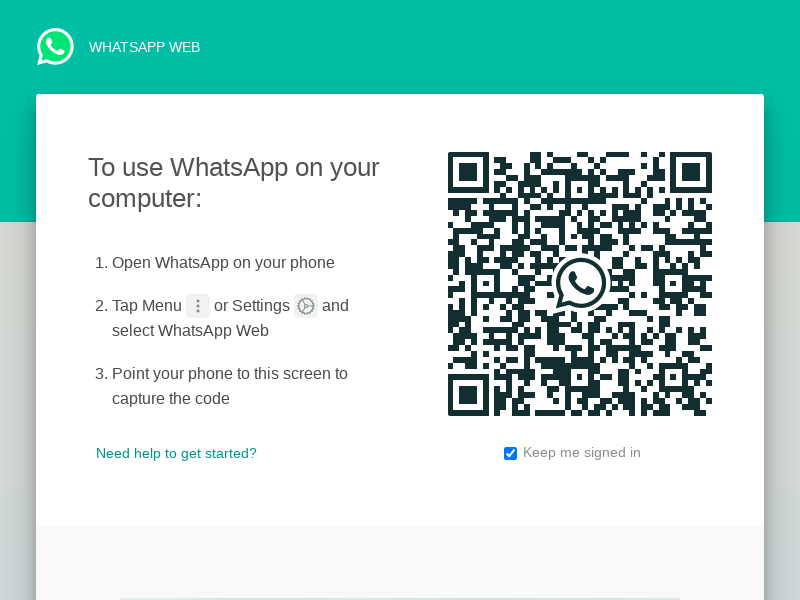 WHATSAPP WEB
To use WhatsApp on your
computer:
1. Open WhatsApp on your phone
2. Tap Menu or Settings and
select WhatsApp Web
3. Point your phone to this screen to
capture the code
Need help to get started?
Keep me signed in